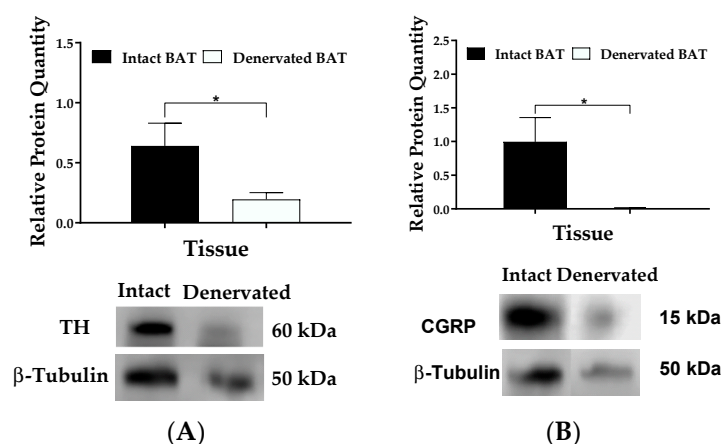 Relative Protein Quantity
1.5
1.0
0.5
0.0
Intact BAT Denervated BAT
*
Tissue
Intact Denervated
TH 60 kDa
β-Tubulin 50 kDa
(A)
Relative Protein Quantity
2.5
2.0
1.5
1.0
0.5
0.0
Intact BAT Denervated BAT
*
Tissue
Intact Denervated
CGRP 15 kDa
β-Tubulin 50 kDa
(B)